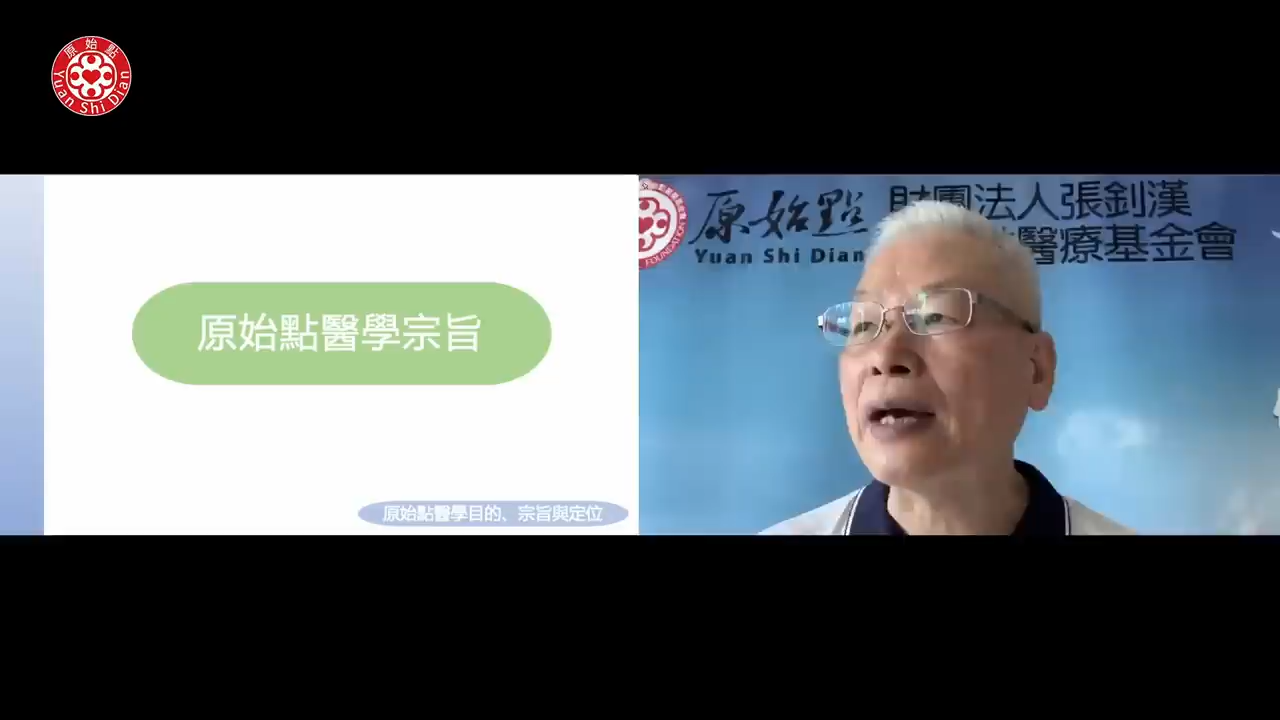 原始點
Yuan Shi Dian
原始點醫學宗旨
原始點醫學目的、宗旨與定位
FOUNDATION
原始點
Yuan Shi Dian
財團法人張釗漢
醫療基金會